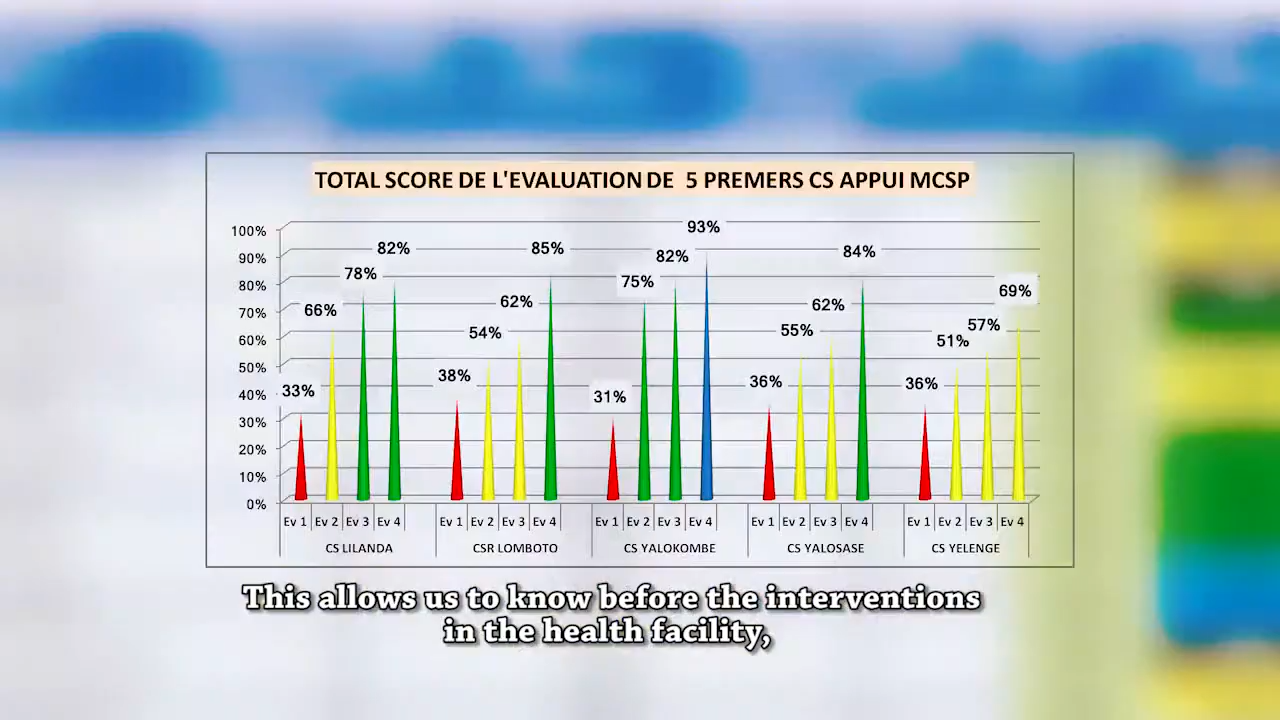 TOTAL SCORE DE L'EVALUATION DE 5 PREMERS CS APPUI MCSP
100%
90%
80%
70%
60%
50%
40%
30%
20%
10%
0%
33% 66% 78% 82%
38% 54% 62% 85%
31% 75% 82% 93%
36% 55% 62% 84%
36% 51% 57% 69%
Ev 1 Ev 2 Ev 3 Ev 4 Ev 1 Ev 2 Ev 3 Ev 4 Ev 1 Ev 2 Ev 3 Ev 4 Ev 1 Ev 2 Ev 3 Ev 4 Ev 1 Ev 2 Ev 3 Ev 4
CS LILANDA CSR LOMBOTO CS YALOKOMBE CS YALOSASE CS YELENGE
This allows us to know before the interventions
in the health facility,